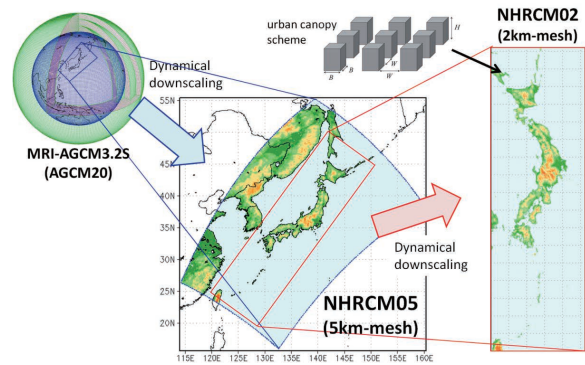 urban canopy
scheme
H
B
B
W
W
NHRCM02
(2km-mesh)
Dynamical
downscaling
MRI-AGCM3.2S
(AGCM20)
55N
50N
45N
40N
35N
30N
25N
20N
Dynamical
downscaling
NHRCM05
(5km-mesh)
115E 120E 125E 130E 135E 140E 145E 150E 155E 160E